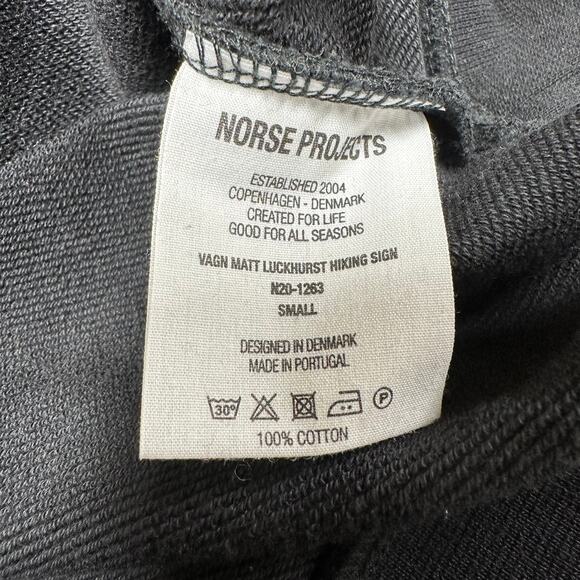 NORSE PROJECTS
ESTABLISHED 2004
COPENHAGEN - DENMARK
CREATED FOR LIFE
GOOD FOR ALL SEASONS
VAGN MATT LUCKHURST HIKING SIGN
N20-1263
SMALL
DESIGNED IN DENMARK
MADE IN PORTUGAL
30° P
100% COTTON